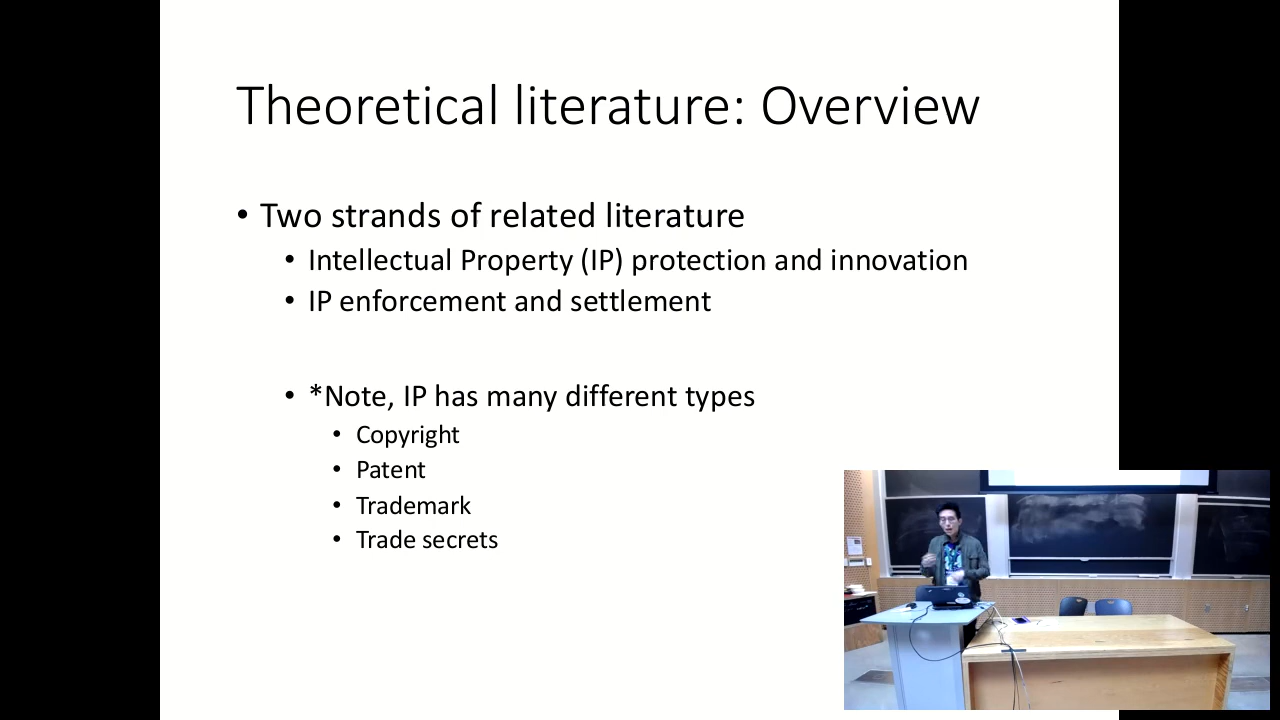 Theoretical literature: Overview
• Two strands of related literature
• Intellectual Property (IP) protection and innovation
• IP enforcement and settlement
• *Note, IP has many different types
• Copyright
• Patent
• Trademark
• Trade secrets